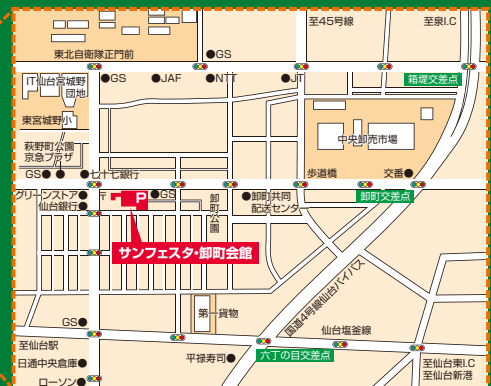 至45号線
至泉I.C
東北自衛隊正門前
GS
IT仙台宮城野
団地
GS
JAF
NTT
JT
箱堤交差点
東宮城野小
中央卸売市場
萩野町公園
京急プラザ
GS
七十七銀行
歩道橋
交番
グリーンストア
仙台銀行
〒
P
GS
卸町公園
卸町共同
配送センター
卸町交差点
サンフェスタ・卸町会館
国道4号線仙台バイパス
第一貨物
GS
仙台塩釜線
至仙台駅
日通中央倉庫
平禄寿司
六丁の目交差点
至仙台東I.C
至仙台新港
ローソン